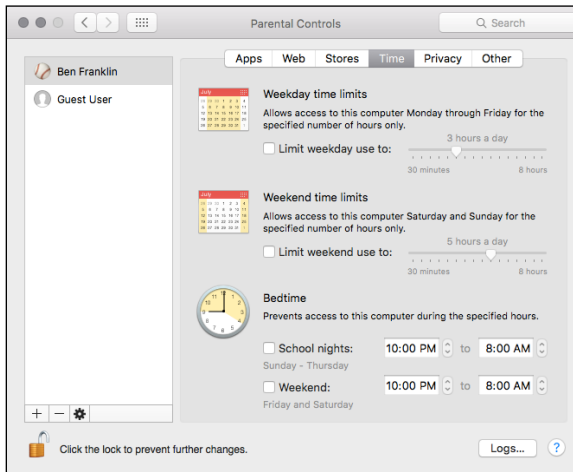 Parental Controls
Search
Apps Web Stores Time Privacy Other
Ben Franklin
Guest User
July
Weekday time limits
Allows access to this computer Monday through Friday for the
specified number of hours only.
3 hours a day
Limit weekday use to:
30 minutes 8 hours
July
Weekend time limits
Allows access to this computer Saturday and Sunday for the
specified number of hours only.
5 hours a day
Limit weekend use to:
30 minutes 8 hours
Bedtime
Prevents access to this computer during the specified hours.
School nights: 10:00 PM to 8:00 AM
Sunday - Thursday
Weekend: 10:00 PM to 8:00 AM
Friday and Saturday
Click the lock to prevent further changes.
Logs... ?